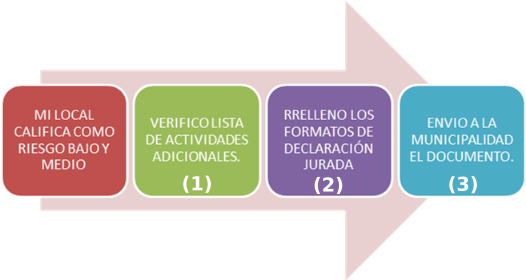 MI LOCAL
CALIFICA COMO
RIESGO BAJO Y
MEDIO
VERIFICO LISTA
DE ACTIVIDADES
ADICIONALES.
(1)
RRELLENO LOS
FORMATOS DE
DECLARACIÓN
JURADA
(2)
ENVIO A LA
MUNICIPALIDAD
EL DOCUMENTO.
(3)